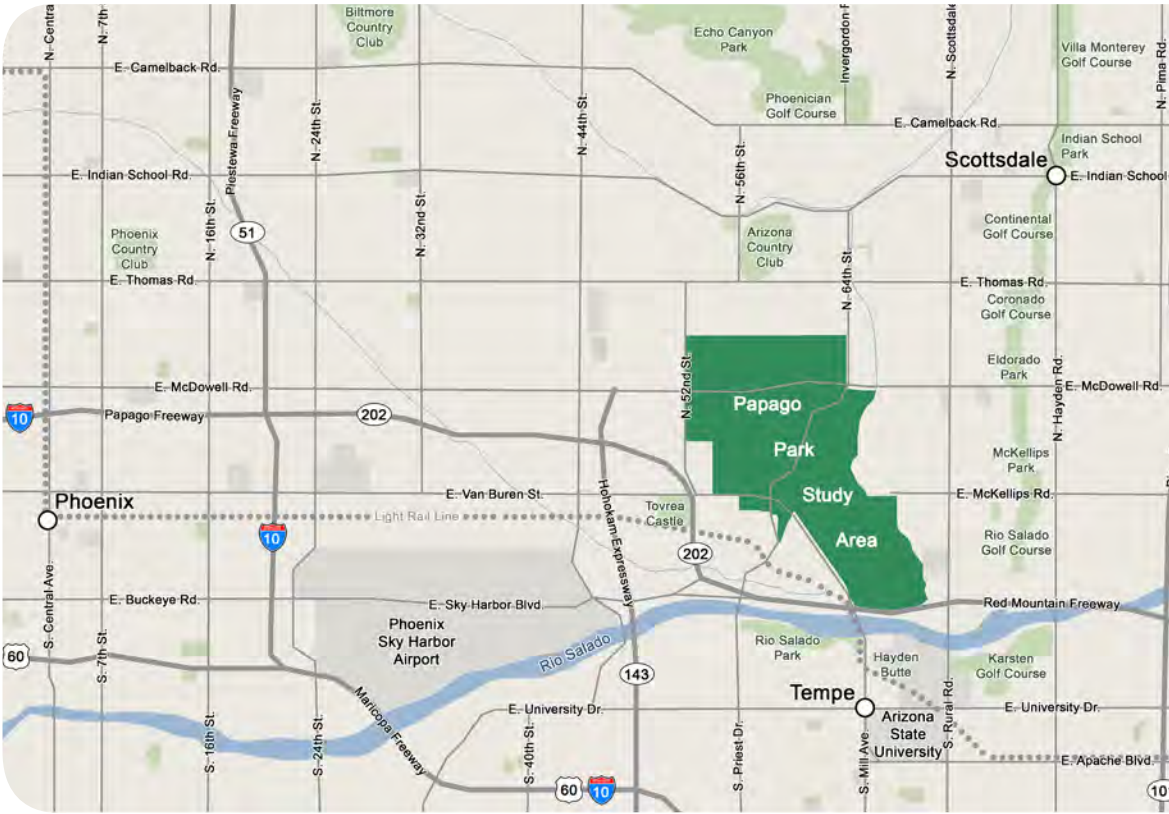 N. Centra
N. 7th
Biltmore
Country
Club
Echo Canyon
Park
Invergordon
N. Scottsdale
Villa Monterey
Golf Course
N. Pima Rd.
E. Camelback Rd.
Piestewa Freeway
N. 24th St.
N. 44th St.
Phoenician
Golf Course
E. Camelback Rd.
Indian School
Park
Scottsdale
E. Indian School Rd.
N. 56th St.
E. Indian School
N. 16th St.
N. 32nd St.
51
Phoenix
Country
Club
Arizona
Country
Club
Continental
Golf Course
E. Thomas Rd.
N. 64th St.
E. Thomas Rd.
Coronado
Golf Course
Eldorado
Park
N. Hayden Rd.
E. McDowell Rd.
N. 52nd St.
E. McDowell Rd.
10
Papago Freeway
202
Papago
Park
Study
Area
McKellips
Park
Phoenix
E. Van Buren St.
Hohokam Expressway
Tovrea
Castle
E. McKellips Rd.
Light Rail Line
10
202
Rio Salado
Golf Course
S. Central Ave.
E. Buckeye Rd.
E. Sky Harbor Blvd.
Red Mountain Freeway
Phoenix
Sky Harbor
Airport
Rio Salado
Rio Salado
Park
Hayden
Butte
Karsten
Golf Course
60
S. 7th St.
143
Tempe
Maricopa Freeway
E. University Dr.
E. University Dr.
Arizona
State
University
S. Rural Rd.
S. 16th St.
S. 24th St.
S. 40th St.
S. Priest Dr.
S. Mill Ave.
E. Apache Blvd.
60
10
10